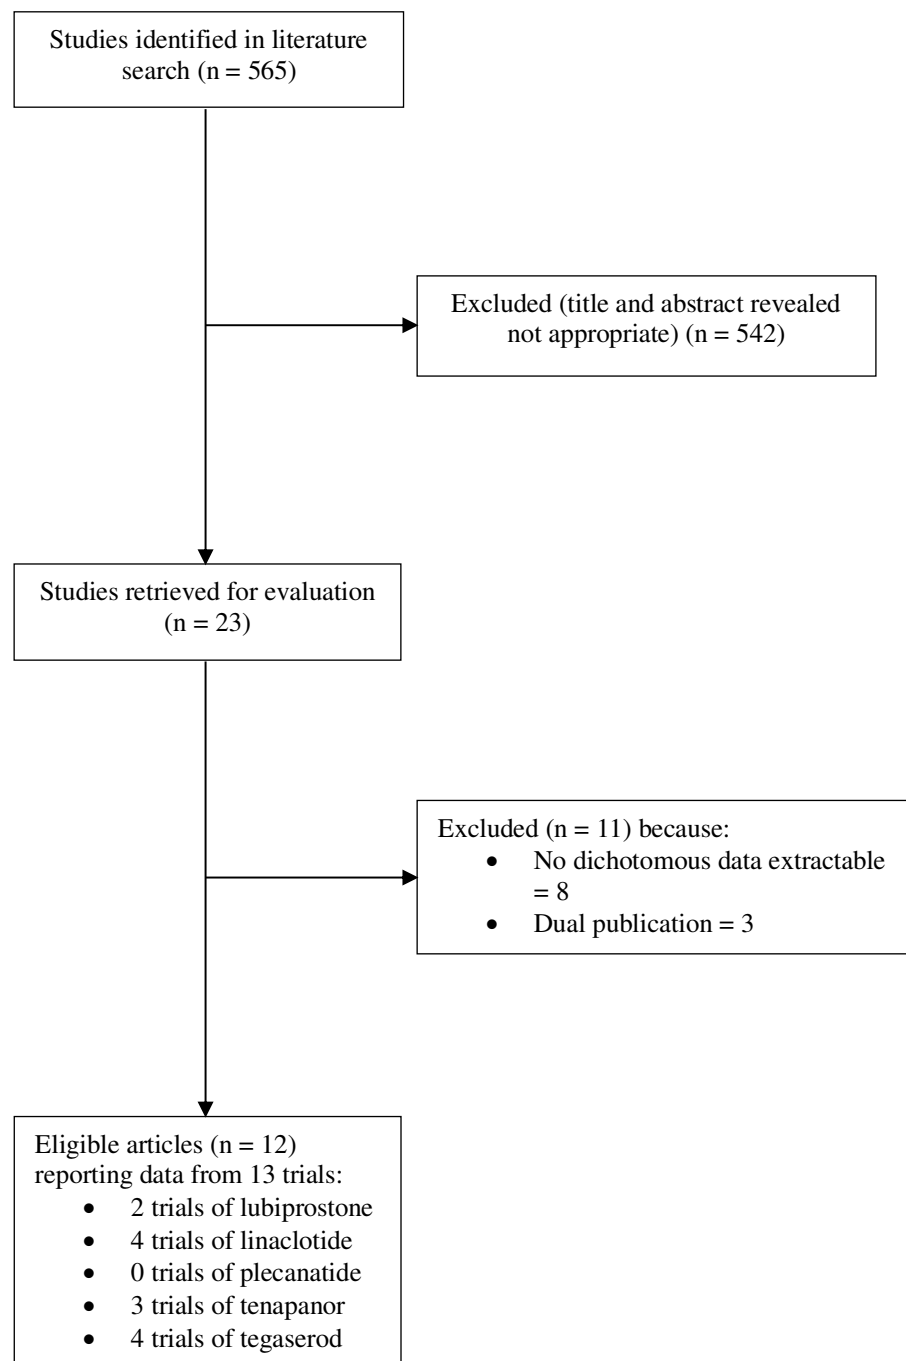 Studies identified in literature
search (n = 565)
Excluded (title and abstract revealed
not appropriate) (n = 542)
Studies retrieved for evaluation
(n = 23)
Excluded (n = 11) because:
• No dichotomous data extractable
= 8
• Dual publication = 3
Eligible articles (n = 12)
reporting data from 13 trials:
• 2 trials of lubiprostone
• 4 trials of linaclotide
• 0 trials of plecanatide
• 3 trials of tenapanor
• 4 trials of tegaserod